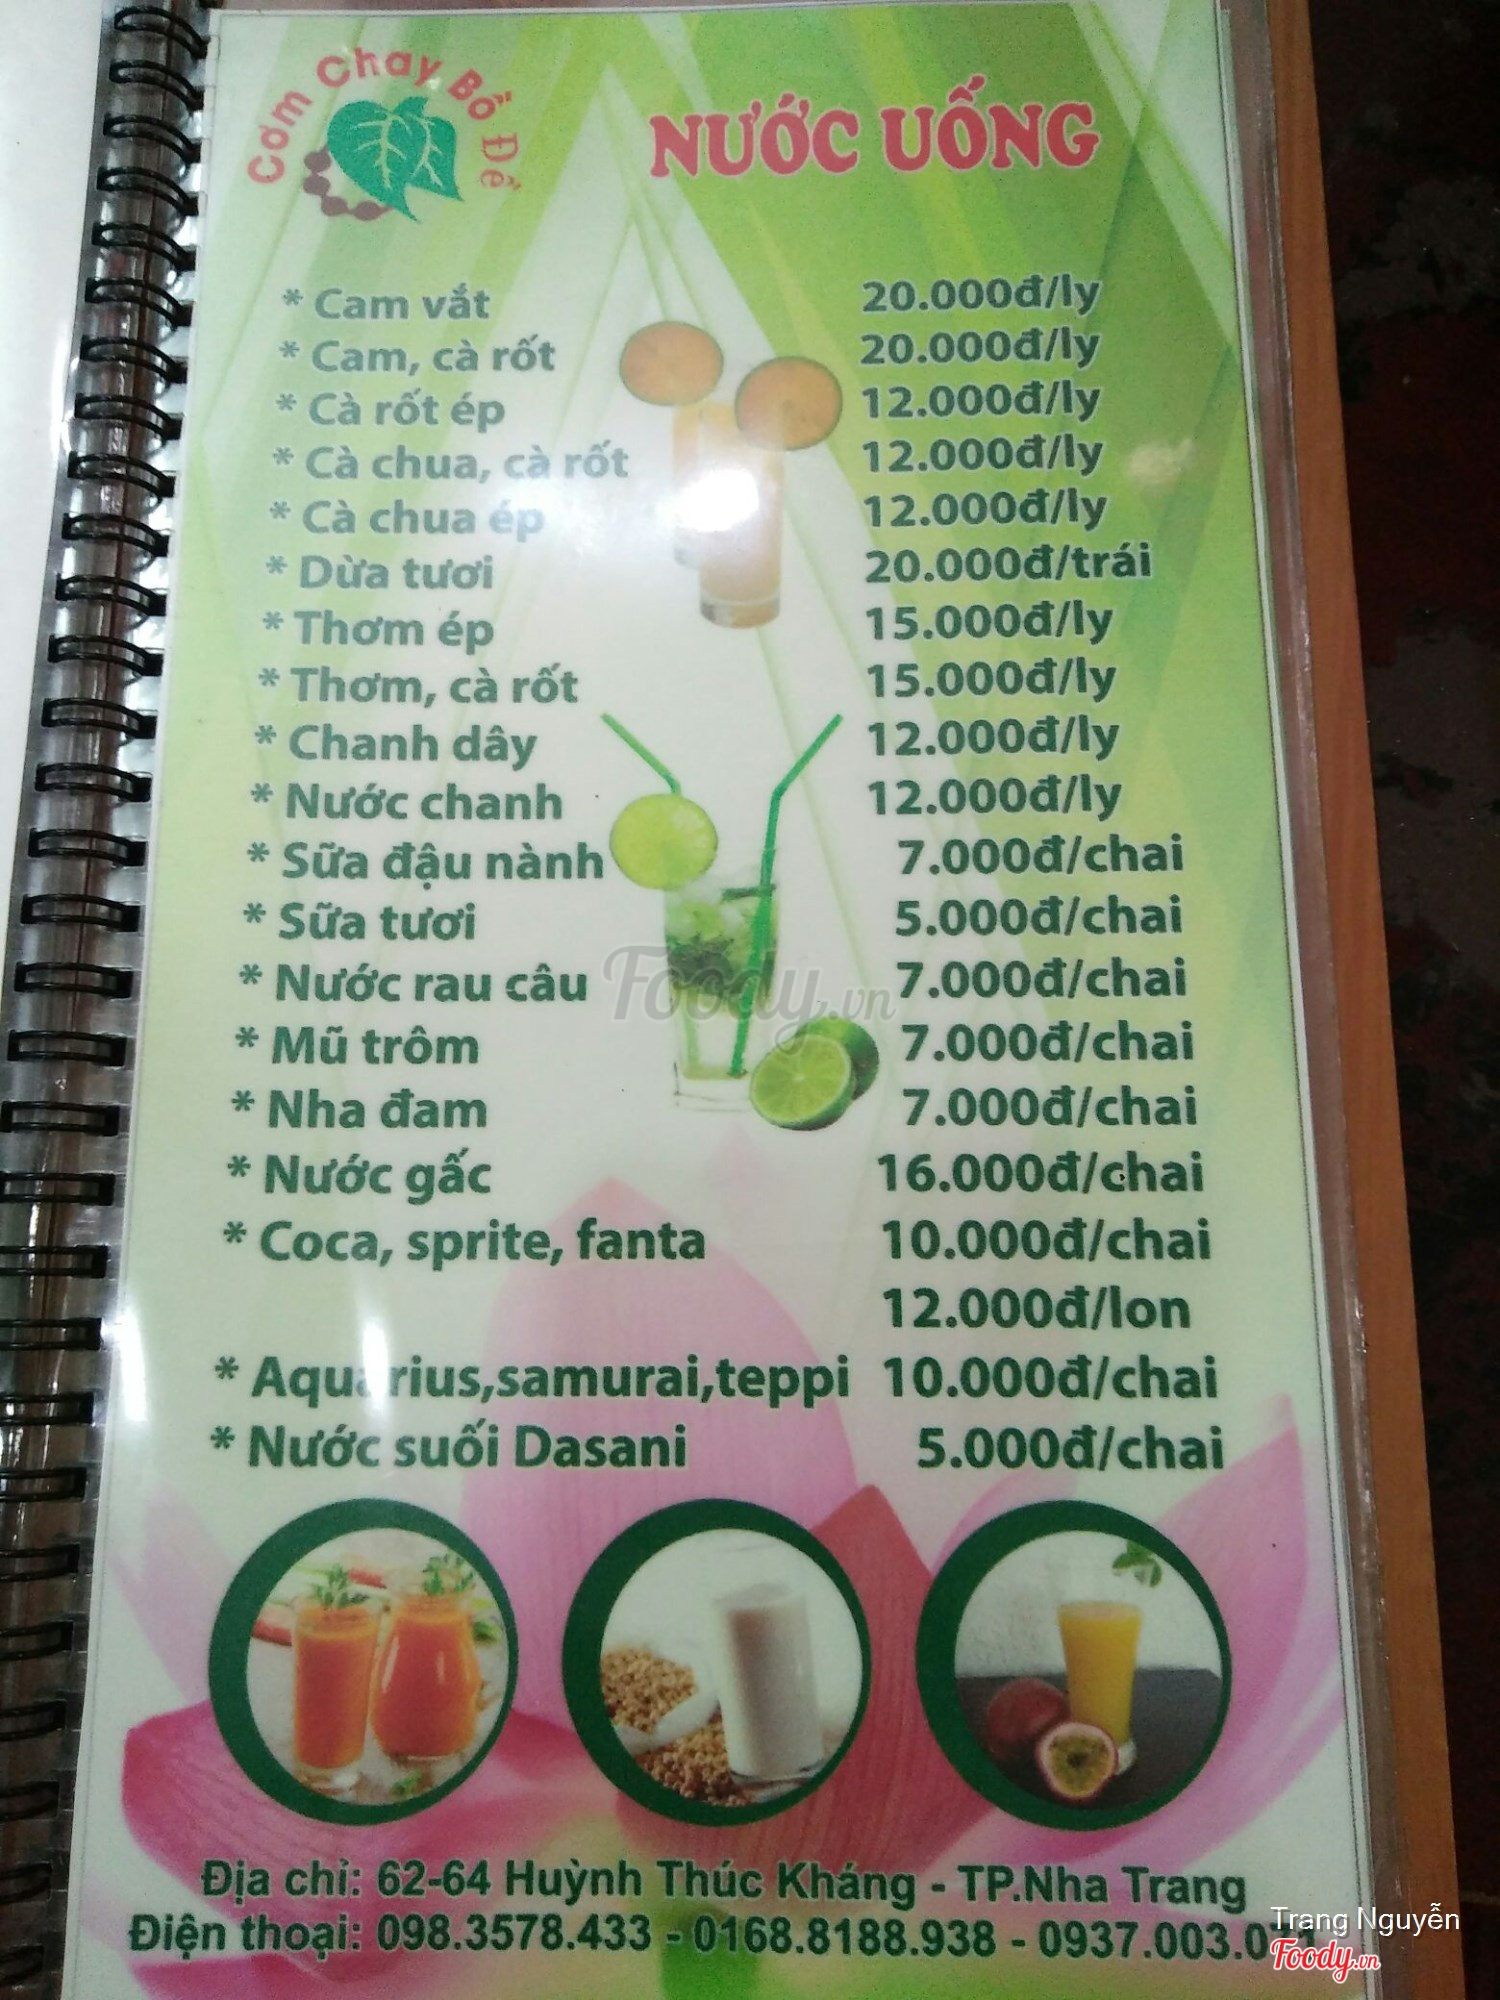 Cơm Chay Bồ Đề
NƯỚC UỐNG
* Cam vắt 20.000đ/ly
* Cam, cà rốt 20.000đ/ly
* Cà rốt ép 12.000đ/ly
* Cà chua, cà rốt 12.000đ/ly
* Cà chua ép 12.000đ/ly
* Dừa tươi 20.000đ/trái
* Thơm ép 15.000đ/ly
* Thơm, cà rốt 15.000đ/ly
* Chanh dây 12.000đ/ly
* Nước chanh 12.000đ/ly
* Sữa đậu nành 7.000đ/chai
* Sữa tươi 5.000đ/chai
* Nước rau câu 7.000đ/chai
* Mũ trôm 7.000đ/chai
* Nha đam 7.000đ/chai
* Nước gấc 16.000đ/chai
* Coca, sprite, fanta 10.000đ/chai
12.000đ/lon
* Aquarius,samurai,teppi 10.000đ/chai
* Nước suối Dasani 5.000đ/chai
Foody.vn
Địa chỉ: 62-64 Huỳnh Thúc Kháng - TP.Nha Trang
Điện thoại: 098.3578.433 - 0168.8188.938 -
Trang Nguyễn
Foody.vn